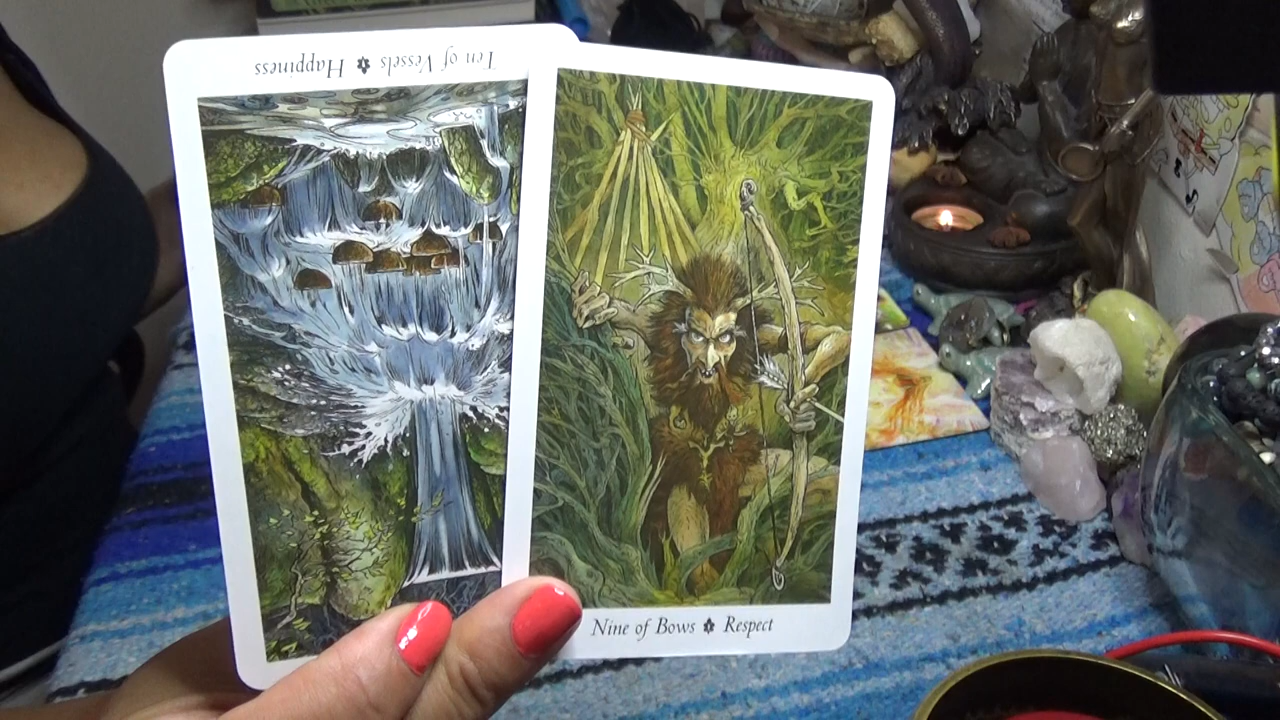 Ten of Vessels ✵ Happiness
Nine of Bows ✵ Respect